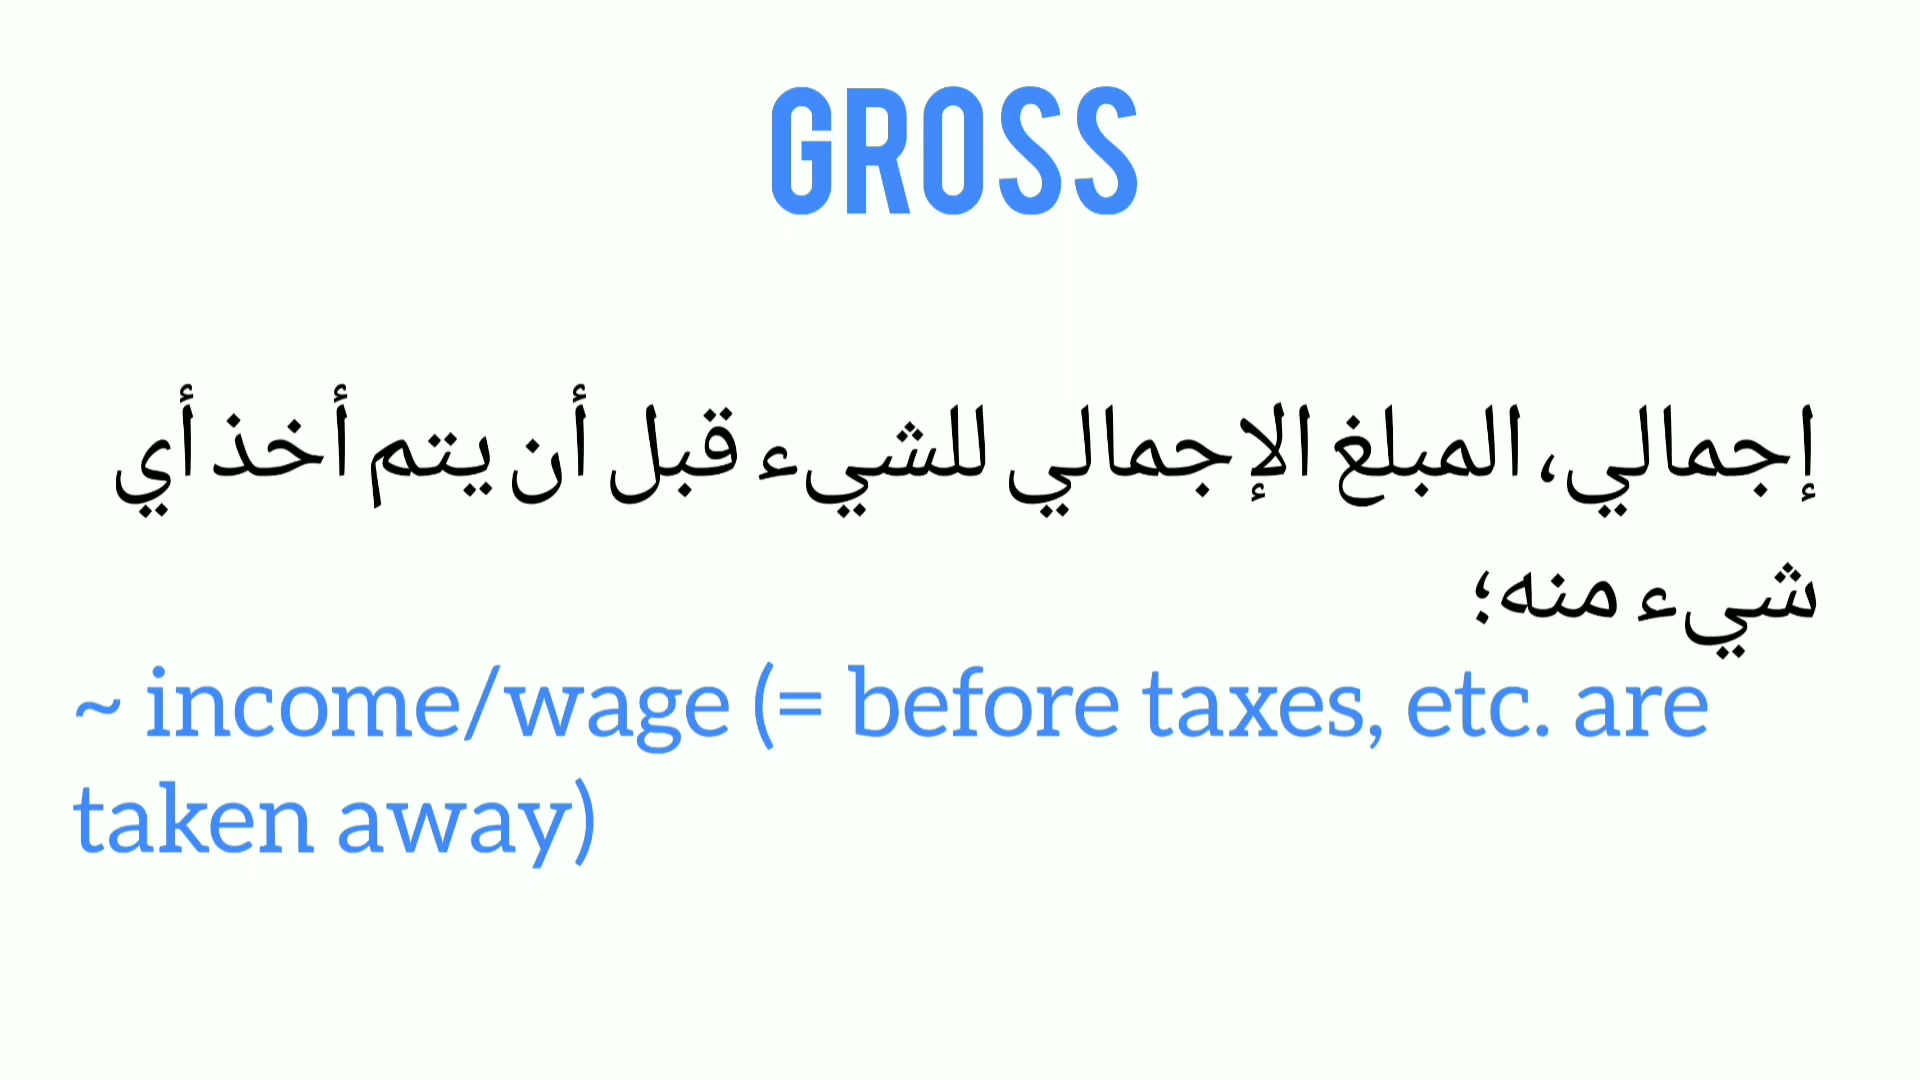 GROSS
إجمالي، المبلغ الإجمالي للشيء قبل أن يتم أخذ أي
شيء منه؛
~ income/wage (= before taxes, etc. are
taken away)